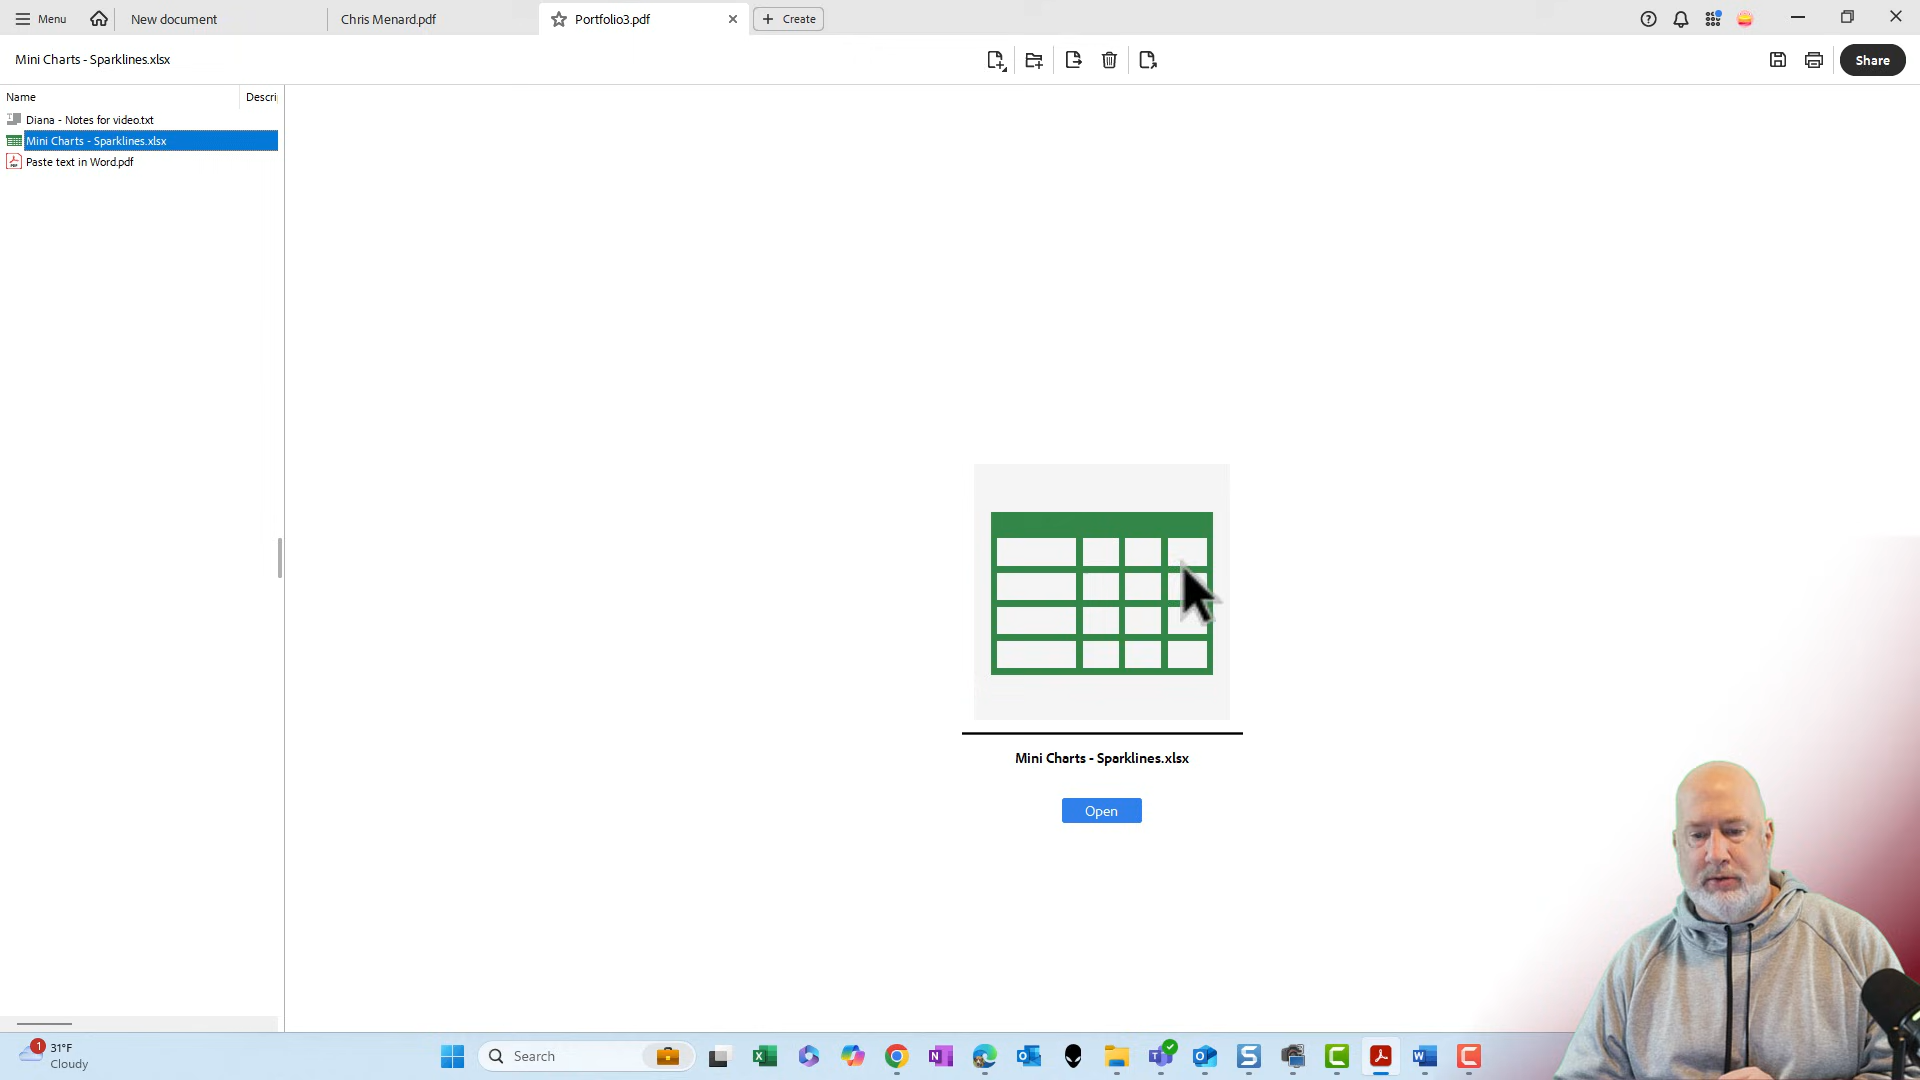 Menu
New document
Chris Menard.pdf
Portfolio3.pdf
Create
Mini Charts - Sparklines.xlsx
Share
Name
Descri
Diana - Notes for video.txt
Mini Charts - Sparklines.xlsx
Paste text in Word.pdf
Mini Charts - Sparklines.xlsx
Open
1
31°F
Cloudy
Search